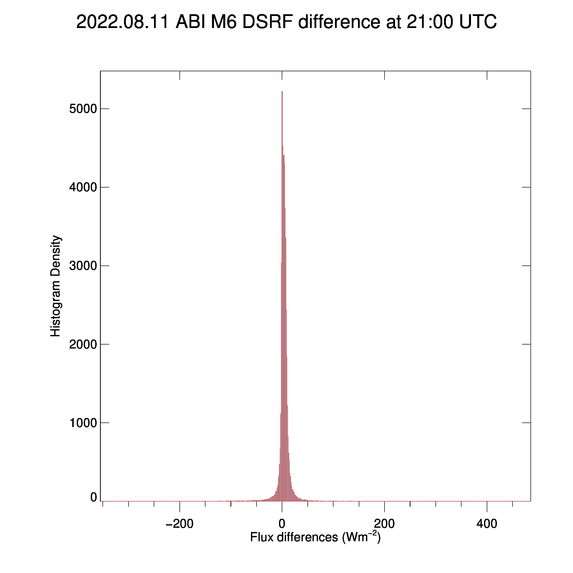 2022.08.11 ABI M6 DSRF difference at 21:00 UTC
5000
4000
3000
2000
1000
0
Histogram Density
−200 0 200 400
Flux differences (Wm⁻²)